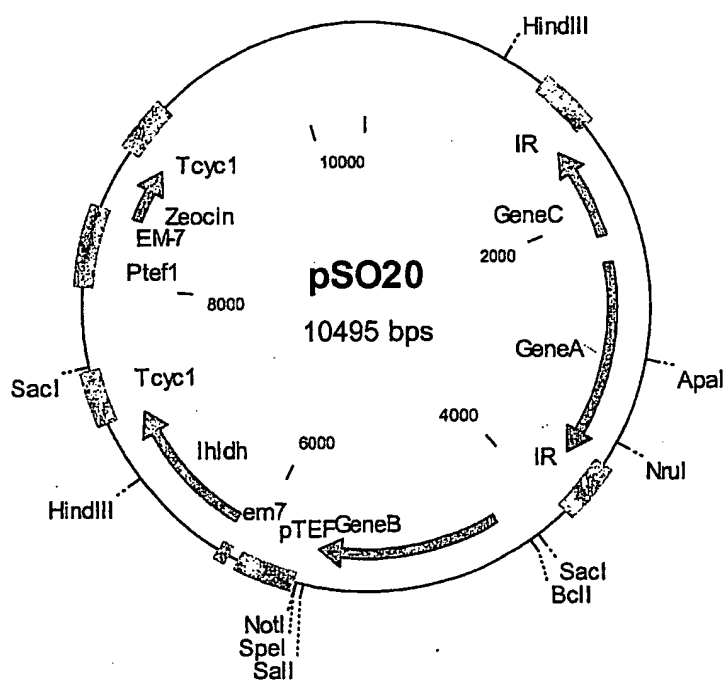 HindIII
IR
Tcyc1
10000
Zeocin
GeneC
EM-7
2000
Ptef1
pSO20
8000
10495 bps
GeneA
SacI
Tcyc1
ApaI
4000
lhldh
6000
IR
NruI
HindIII
em7
pTEF
GeneB
SacI
BclI
NotI
SpeI
SalI